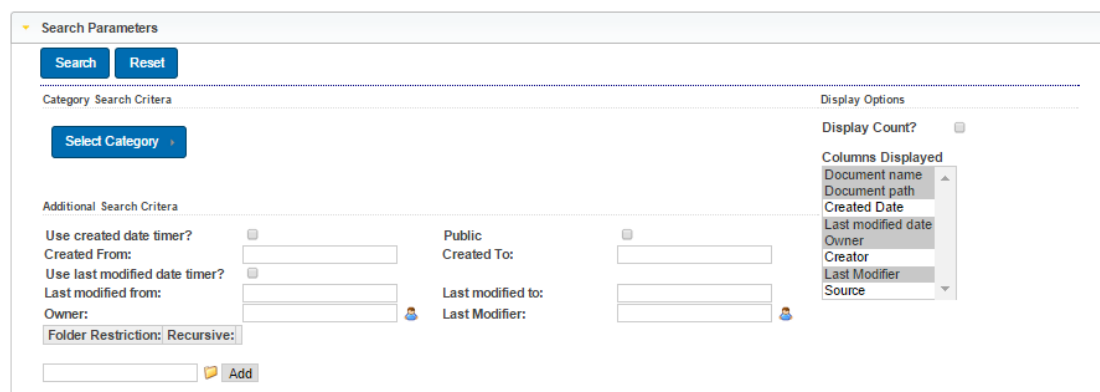 Search Parameters
Search Reset
Category Search Critera
Display Options
Select Category
Display Count?
Columns Displayed
Document name
Document path
Created Date
Last modified date
Owner
Creator
Last Modifier
Source
Additional Search Critera
Use created date timer? Public
Created From: Created To:
Use last modified date timer?
Last modified from: Last modified to:
Owner: Last Modifier:
Folder Restriction: Recursive:
Add